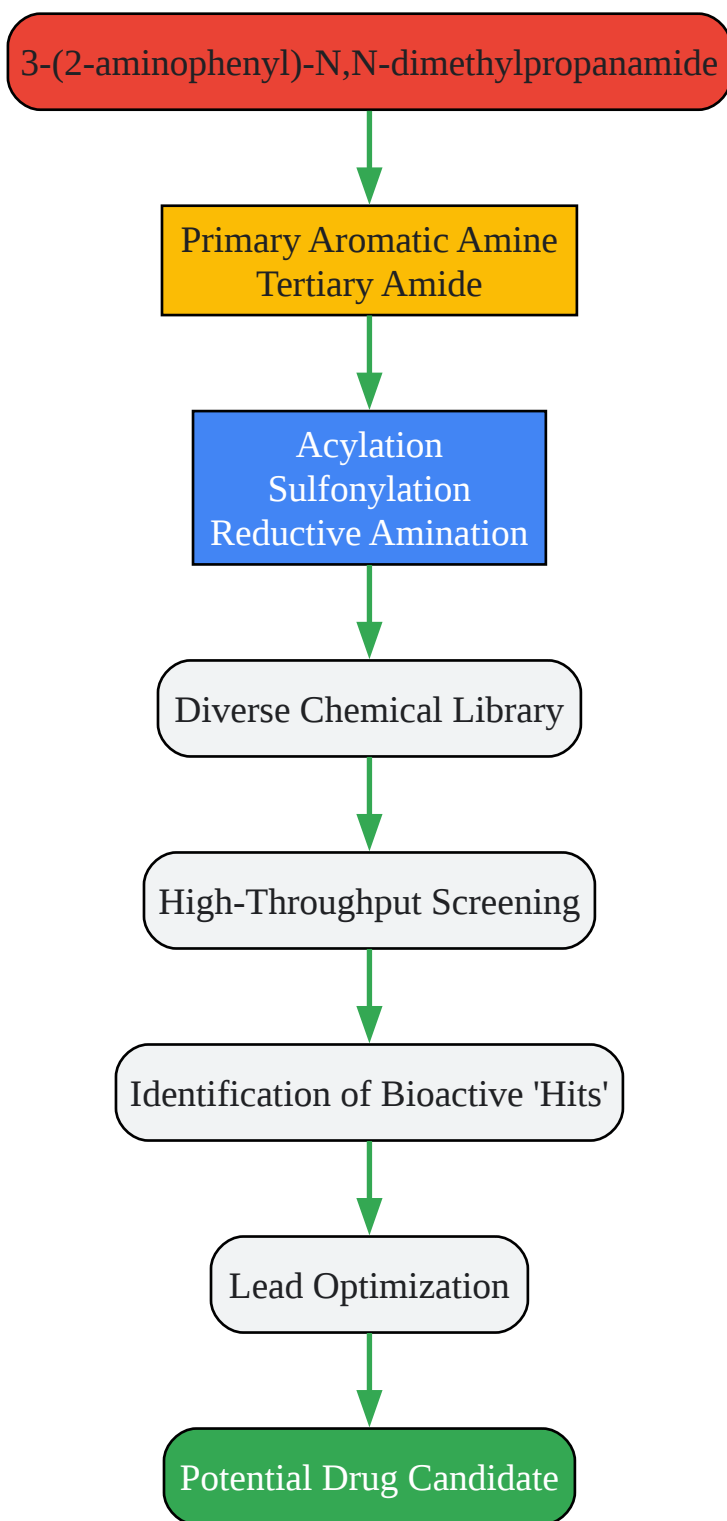 3-(2-aminophenyl)-N,N-dimethylpropanamide
Primary Aromatic Amine
Tertiary Amide
Acylation
Sulfonylation
Reductive Amination
Diverse Chemical Library
High-Throughput Screening
Identification of Bioactive 'Hits'
Lead Optimization
Potential Drug Candidate